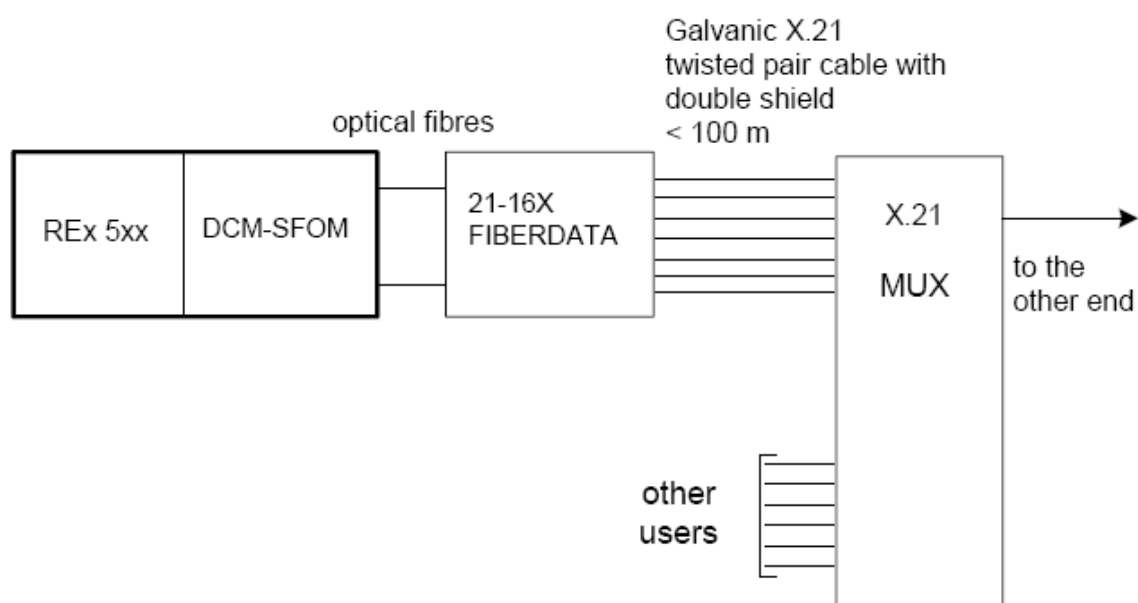 Galvanic X.21
twisted pair cable with
double shield
< 100 m
optical fibres
REx 5xx
DCM-SFOM
21-16X
FIBERDATA
X.21
MUX
to the
other end
other
users